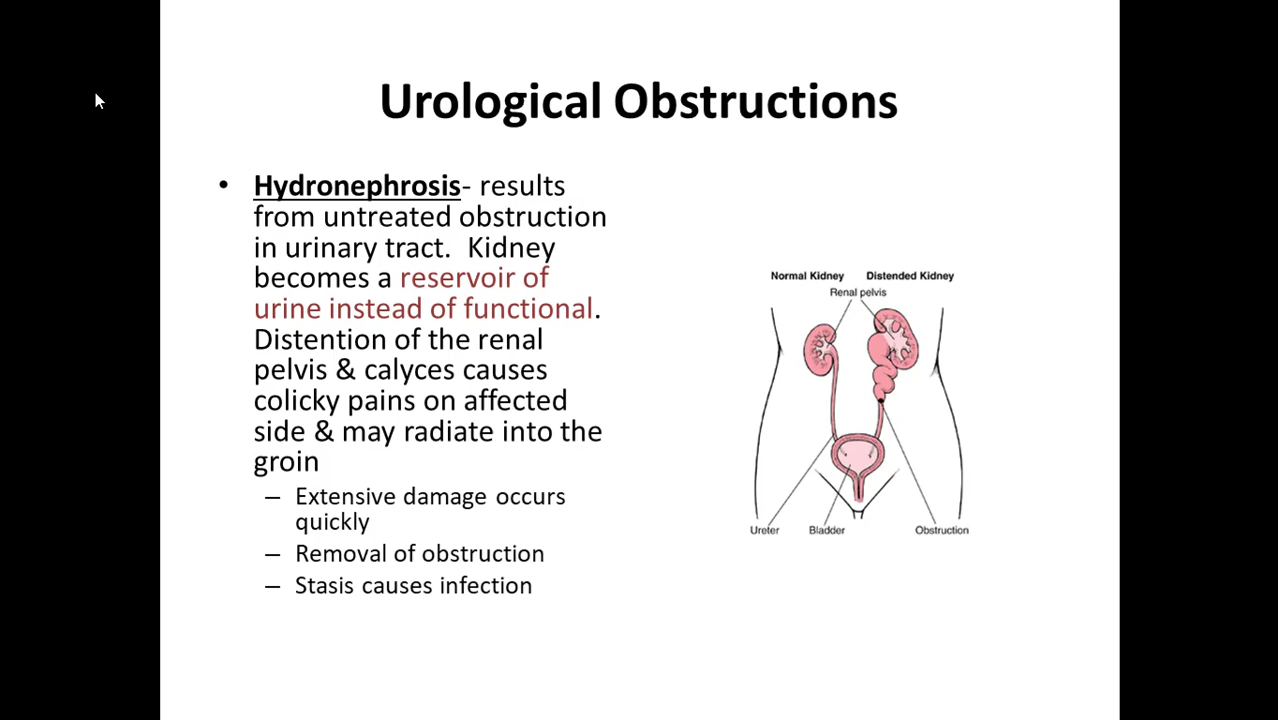 Urological Obstructions
• Hydronephrosis- results
from untreated obstruction
in urinary tract. Kidney
becomes a reservoir of
urine instead of functional.
Distention of the renal
pelvis & calyces causes
colicky pains on affected
side & may radiate into the
groin
– Extensive damage occurs
quickly
– Removal of obstruction
– Stasis causes infection
Normal Kidney Distended Kidney
Renal pelvis
Ureter Bladder Obstruction